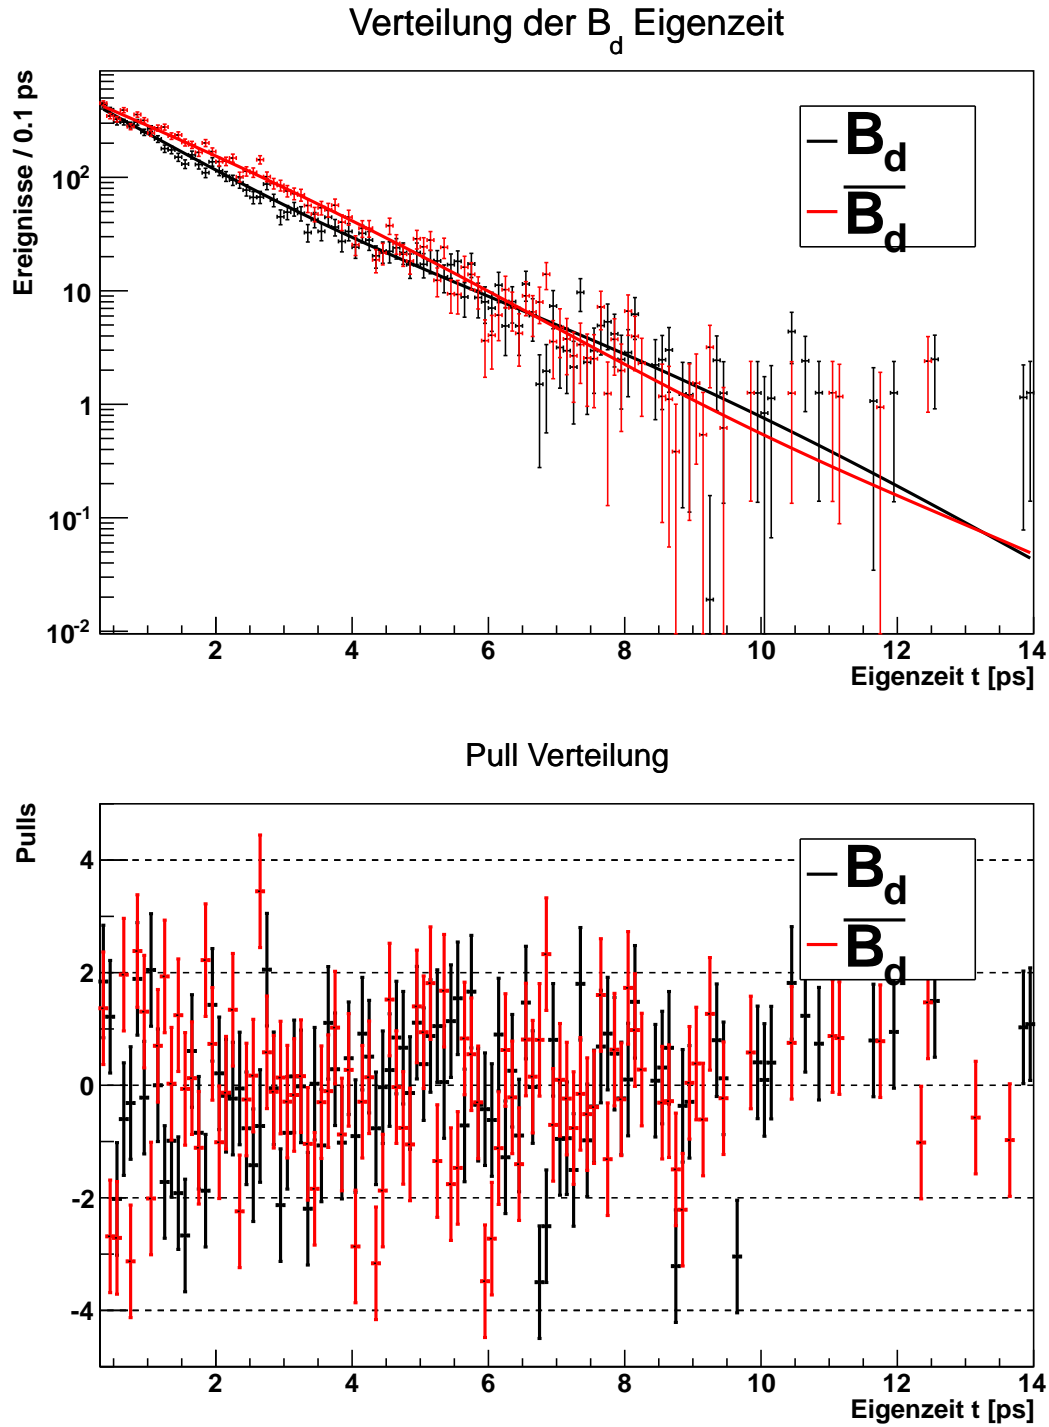 Verteilung der B_d Eigenzeit
Ereignisse / 0.1 ps
10^2
10
1
10^-1
10^-2
B_d
B̅_d̅
2 4 6 8 10 12 14
Eigenzeit t [ps]
Pull Verteilung
Pulls
4
2
0
-2
-4
B_d
B̅_d̅
2 4 6 8 10 12 14
Eigenzeit t [ps]